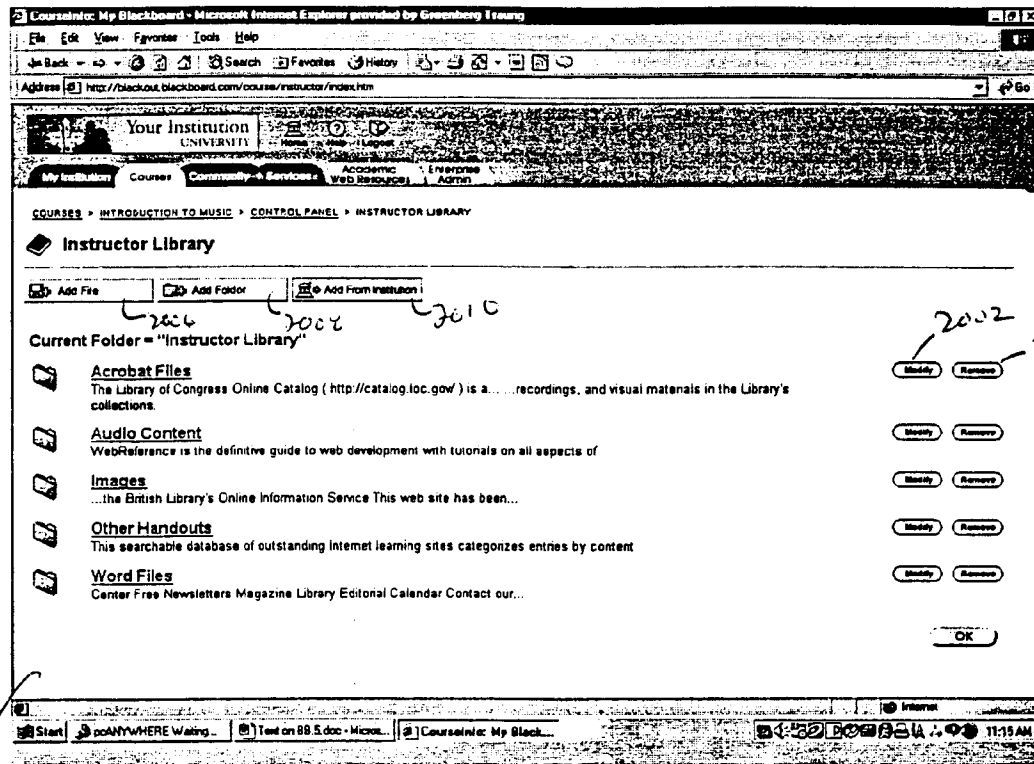 CourseInfo: My Blackboard - Microsoft Internet Explorer provided by Greenberg Traurig
File Edit View Favorites Tools Help
Back Search Favorites History
Address http://blackout.blackboard.com/course/instructor/index.htm Go
Your Institution
UNIVERSITY
Home Help Logout
My Institution Courses Community Services Academic Web Resources Enterprise Admin
COURSES > INTRODUCTION TO MUSIC > CONTROL PANEL > INSTRUCTOR LIBRARY
Instructor Library
Add File Add Folder Add From Institution
2010
2002
Current Folder = "Instructor Library"
Acrobat Files Modify Remove
The Library of Congress Online Catalog ( http://catalog.loc.gov/ ) is a... ...recordings, and visual materials in the Library's
collections.
Audio Content Modify Remove
WebReference is the definitive guide to web development with tutorials on all aspects of
Images Modify Remove
...the British Library's Online Information Service This web site has been...
Other Handouts Modify Remove
This searchable database of outstanding Internet learning sites categorizes entries by content
Word Files Modify Remove
Center Free Newsletters Magazine Library Editorial Calendar Contact our...
OK
Internet
Start pcANYWHERE Waiting... Text on BB.5.doc - Micros... CourseInfo: My Black... 11:15 AM